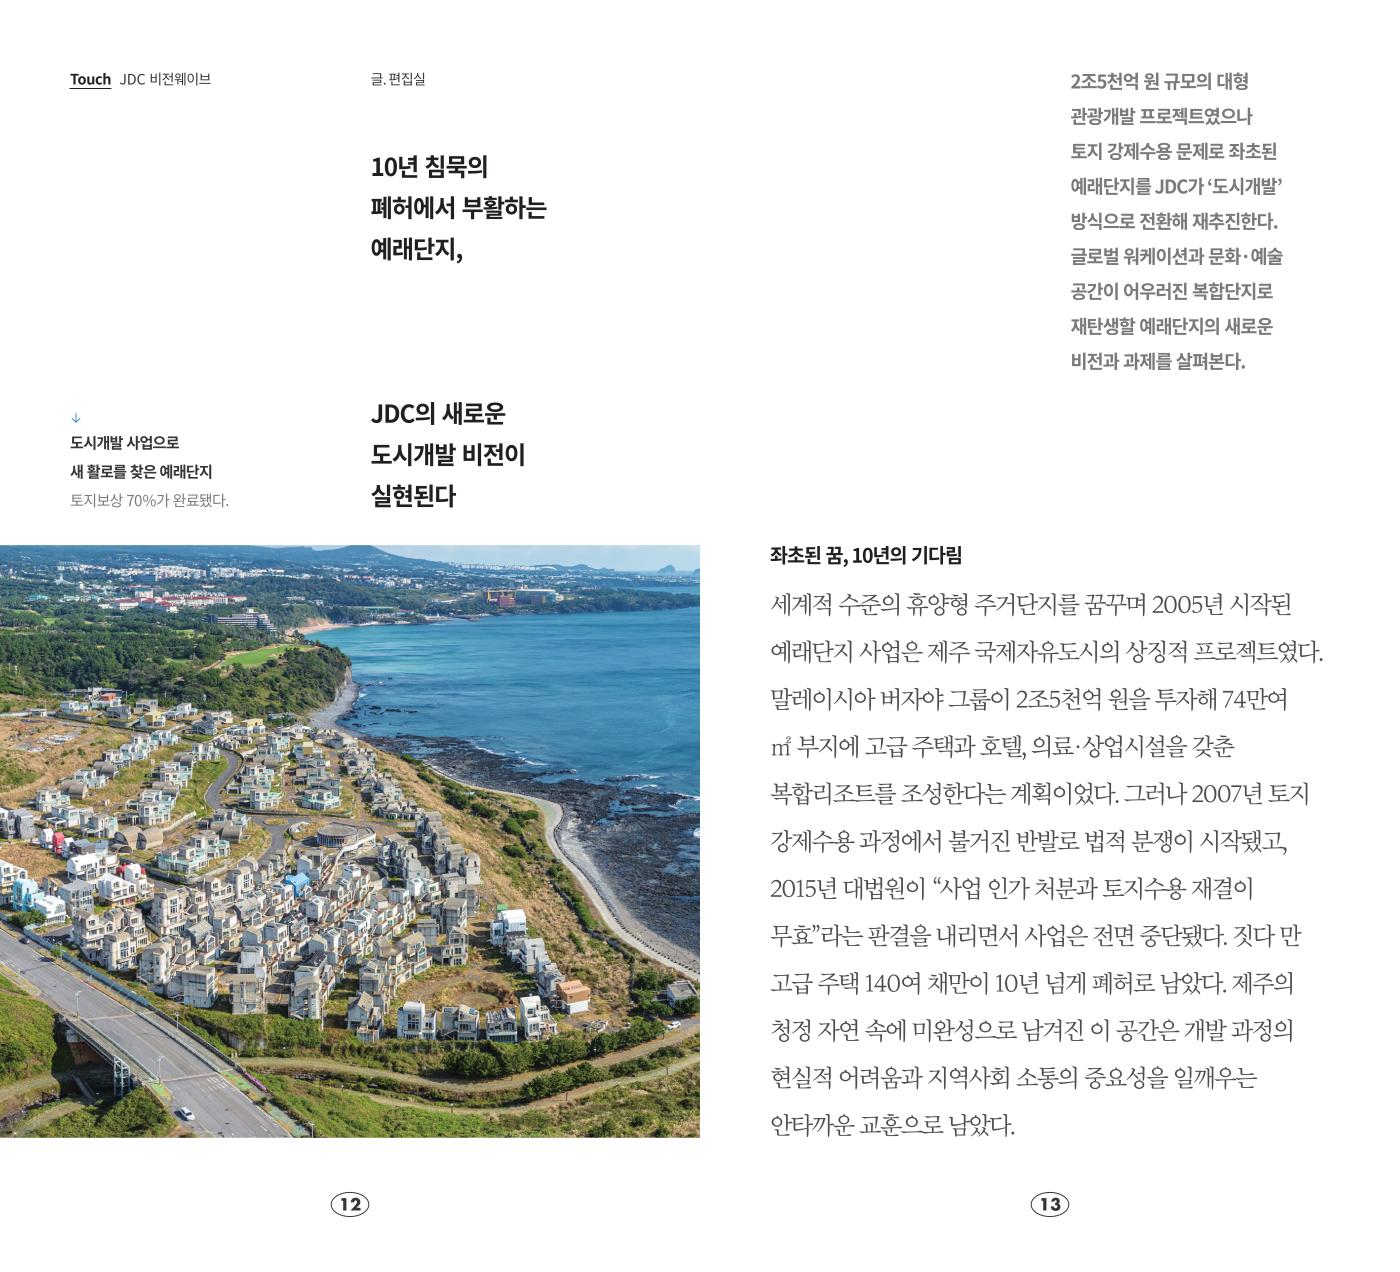 Touch JDC 비전웨이브
글. 편집실
10년 침묵의
폐허에서 부활하는
예래단지,
JDC의 새로운
도시개발 비전이
실현된다
↓
도시개발 사업으로
새 활로를 찾은 예래단지
토지보상 70%가 완료됐다.
12
2조5천억 원 규모의 대형
관광개발 프로젝트였으나
토지 강제수용 문제로 좌초된
예래단지를 JDC가 ‘도시개발’
방식으로 전환해 재추진한다.
글로벌 워케이션과 문화·예술
공간이 어우러진 복합단지로
재탄생할 예래단지의 새로운
비전과 과제를 살펴본다.
좌초된 꿈, 10년의 기다림
세계적 수준의 휴양형 주거단지를 꿈꾸며 2005년 시작된
예래단지 사업은 제주 국제자유도시의 상징적 프로젝트였다.
말레이시아 버자야 그룹이 2조5천억 원을 투자해 74만여
㎡ 부지에 고급 주택과 호텔, 의료·상업시설을 갖춘
복합리조트를 조성한다는 계획이었다. 그러나 2007년 토지
강제수용 과정에서 불거진 반발로 법적 분쟁이 시작됐고,
2015년 대법원이 “사업 인가 처분과 토지수용 재결이
무효”라는 판결을 내리면서 사업은 전면 중단됐다. 짓다 만
고급 주택 140여 채만이 10년 넘게 폐허로 남았다. 제주의
청정 자연 속에 미완성으로 남겨진 이 공간은 개발 과정의
현실적 어려움과 지역사회 소통의 중요성을 일깨우는
안타까운 교훈으로 남았다.
13